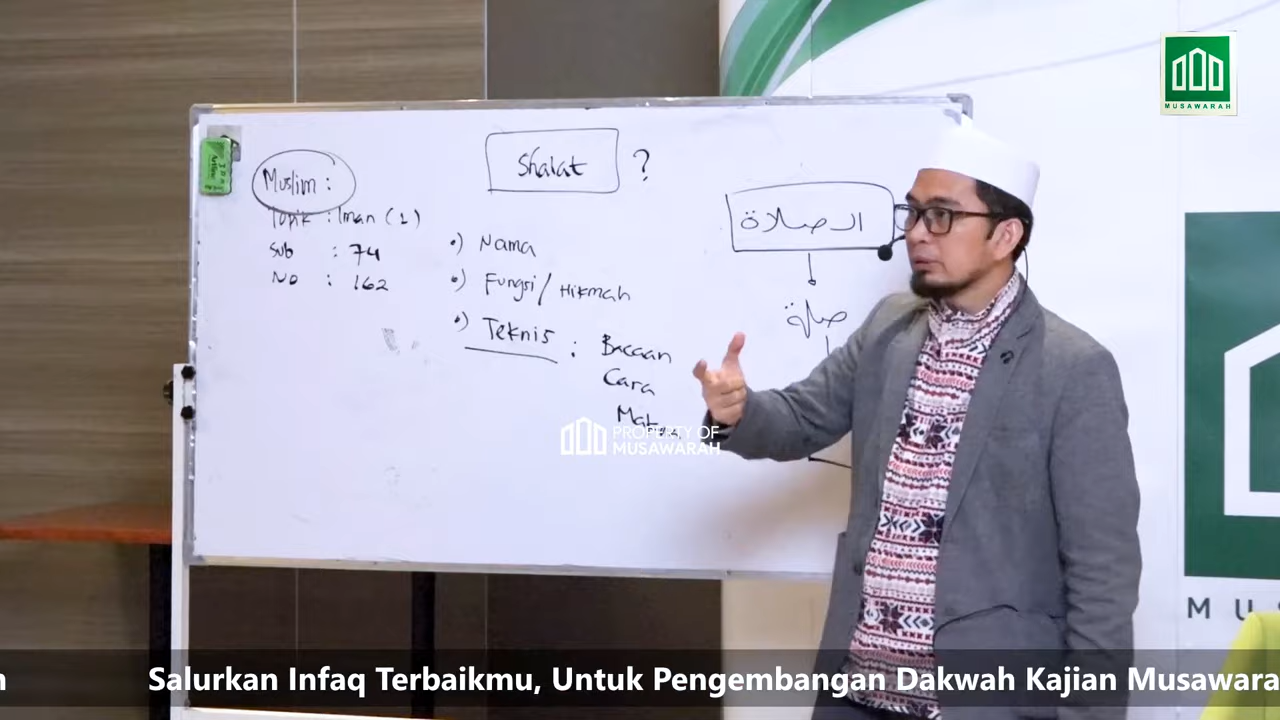 MUSAWARAH
Shalat ?
Muslim :
Topik : Iman (1)
Sub : 74
No : 162
•) Nama
•) Fungsi/Hikmah
•) Teknis : Bacaan
Cara
الصلاة
صلة
PROPERTY OF
MUSAWARAH
Salurkan Infaq Terbaikmu, Untuk Pengembangan Dakwah Kajian Musawara